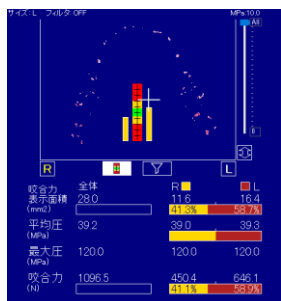 サイズ: L フィルタ: OFF MPa:10.0
All
0
R L
咬合力 全体 R L
表示面積 28.0 11.6 16.4
(mm2) 41.3% 58.7%
平均圧 39.2 39.0 39.3
(MPa)
最大圧 120.0 120.0 120.0
(MPa)
咬合力 1096.5 450.4 646.1
(N) 41.1% 58.9%